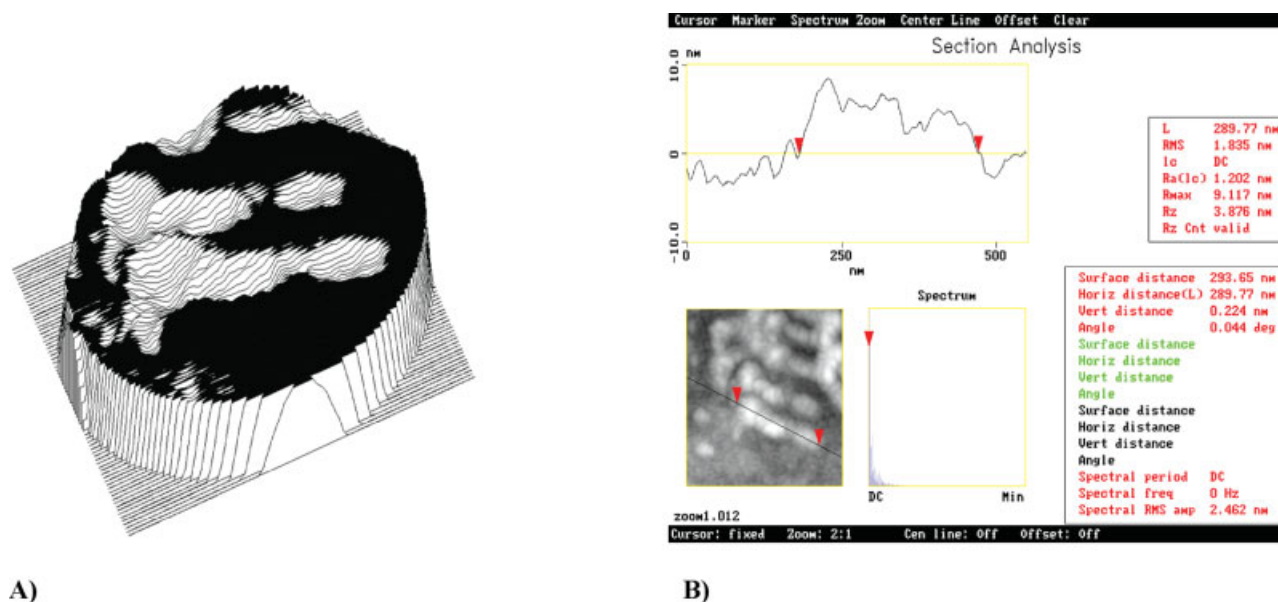 Cursor Marker Spectrum Zoom Center Line Offset Clear
Section Analysis
10.0 nm
0
-10.0
0
250
500
nm
L 289.77 nm
RMS 1.835 nm
lc DC
Ra(lc) 1.202 nm
Rmax 9.117 nm
Rz 3.876 nm
Rz Cnt valid
Surface distance 293.65 nm
Horiz distance(L) 289.77 nm
Vert distance 0.224 nm
Angle 0.044 deg
Surface distance
Horiz distance
Vert distance
Angle
Surface distance
Horiz distance
Vert distance
Angle
Spectral period DC
Spectral freq 0 Hz
Spectral RMS amp 2.462 nm
Spectrum
DC Min
zoom1.012
Cursor: fixed Zoom: 2:1 Cen line: Off Offset: Off
A) B)